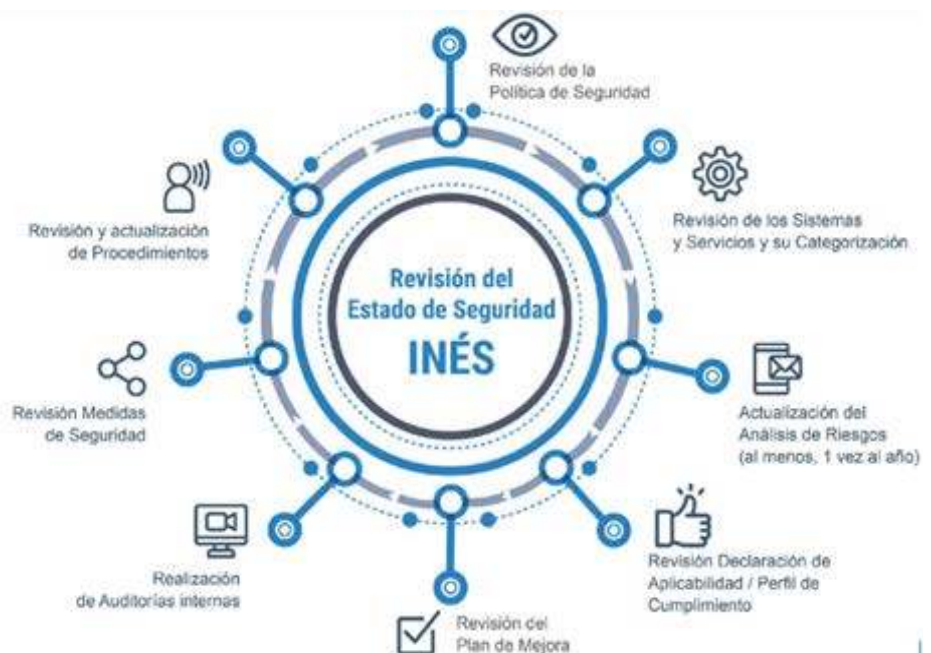 Revisión de la
Política de Seguridad
Revisión de los Sistemas
y Servicios y su Categorización
Actualización del
Análisis de Riesgos
(al menos, 1 vez al año)
Revisión Declaración de
Aplicabilidad / Perfil de
Cumplimiento
Revisión del
Plan de Mejora
Realización
de Auditorías internas
Revisión Medidas
de Seguridad
Revisión y actualización
de Procedimientos
Revisión del
Estado de Seguridad
INÉS